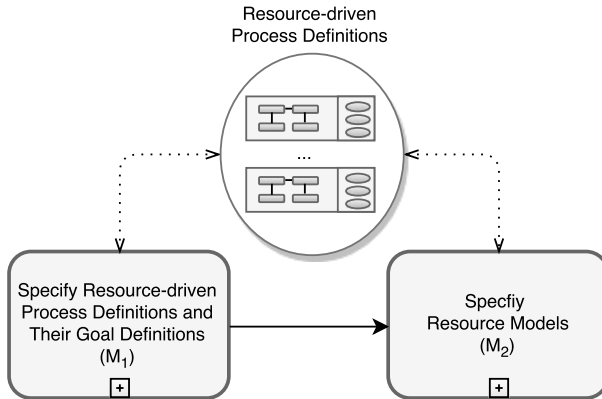 Resource-driven
Process Definitions
...
Specify Resource-driven
Process Definitions and
Their Goal Definitions
(M₁)
+
Specfiy
Resource Models
(M₂)
+